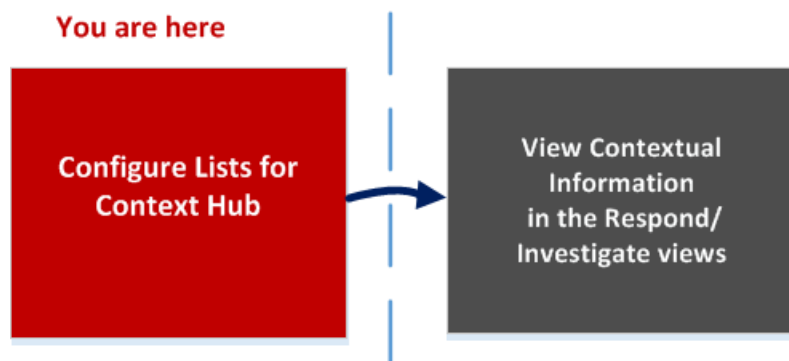 You are here
Configure Lists for
Context Hub
View Contextual
Information
in the Respond/
Investigate views